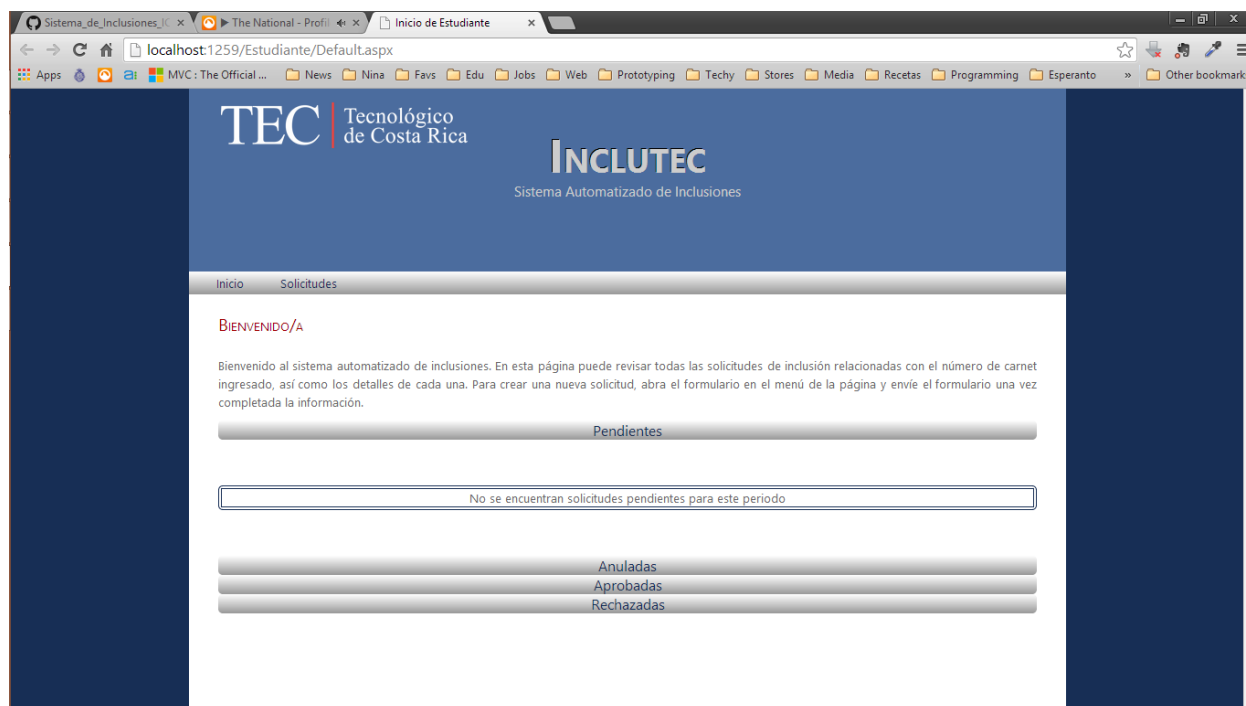 Sistema_de_Inclusiones_IC
The National - Profil
Inicio de Estudiante
localhost:1259/Estudiante/Default.aspx
Apps
a:
MVC : The Official ...
News
Nina
Favs
Edu
Jobs
Web
Prototyping
Techy
Stores
Media
Recetas
Programming
Esperanto
»
Other bookmark
TEC
Tecnológico
de Costa Rica
INCLUTEC
Sistema Automatizado de Inclusiones
Inicio
Solicitudes
BIENVENIDO/A
Bienvenido al sistema automatizado de inclusiones. En esta página puede revisar todas las solicitudes de inclusión relacionadas con el número de carnet
ingresado, así como los detalles de cada una. Para crear una nueva solicitud, abra el formulario en el menú de la página y envíe el formulario una vez
completada la información.
Pendientes
No se encuentran solicitudes pendientes para este periodo
Anuladas
Aprobadas
Rechazadas